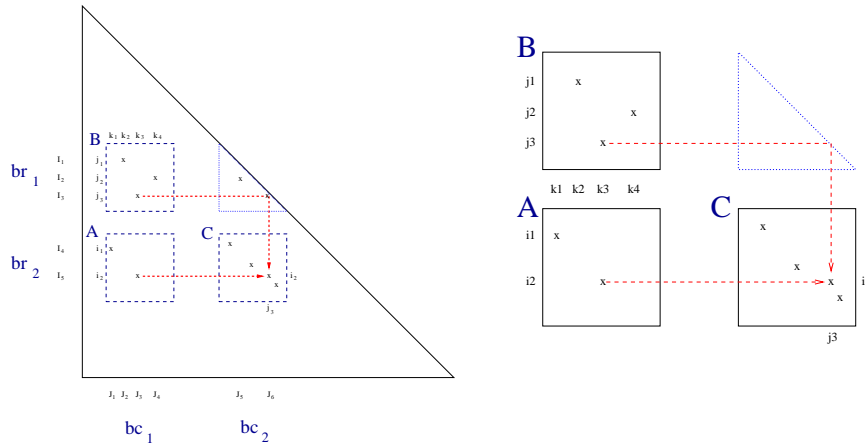 k₁ k₂ k₃ k₄
B
br ₁
I₁ j₁ x
I₂ j₂ x x
I₃ j₃ x x
A C
br ₂
I₄ i₁ x x
x
I₅ i₂ x x i₂
x
j₃
J₁ J₂ J₃ J₄ J₅ J₆
bc ₁ bc ₂
B
j1 x
j2 x
j3 x
k1 k2 k3 k4
A C
i1 x x
x
i2 x x i
x
j3